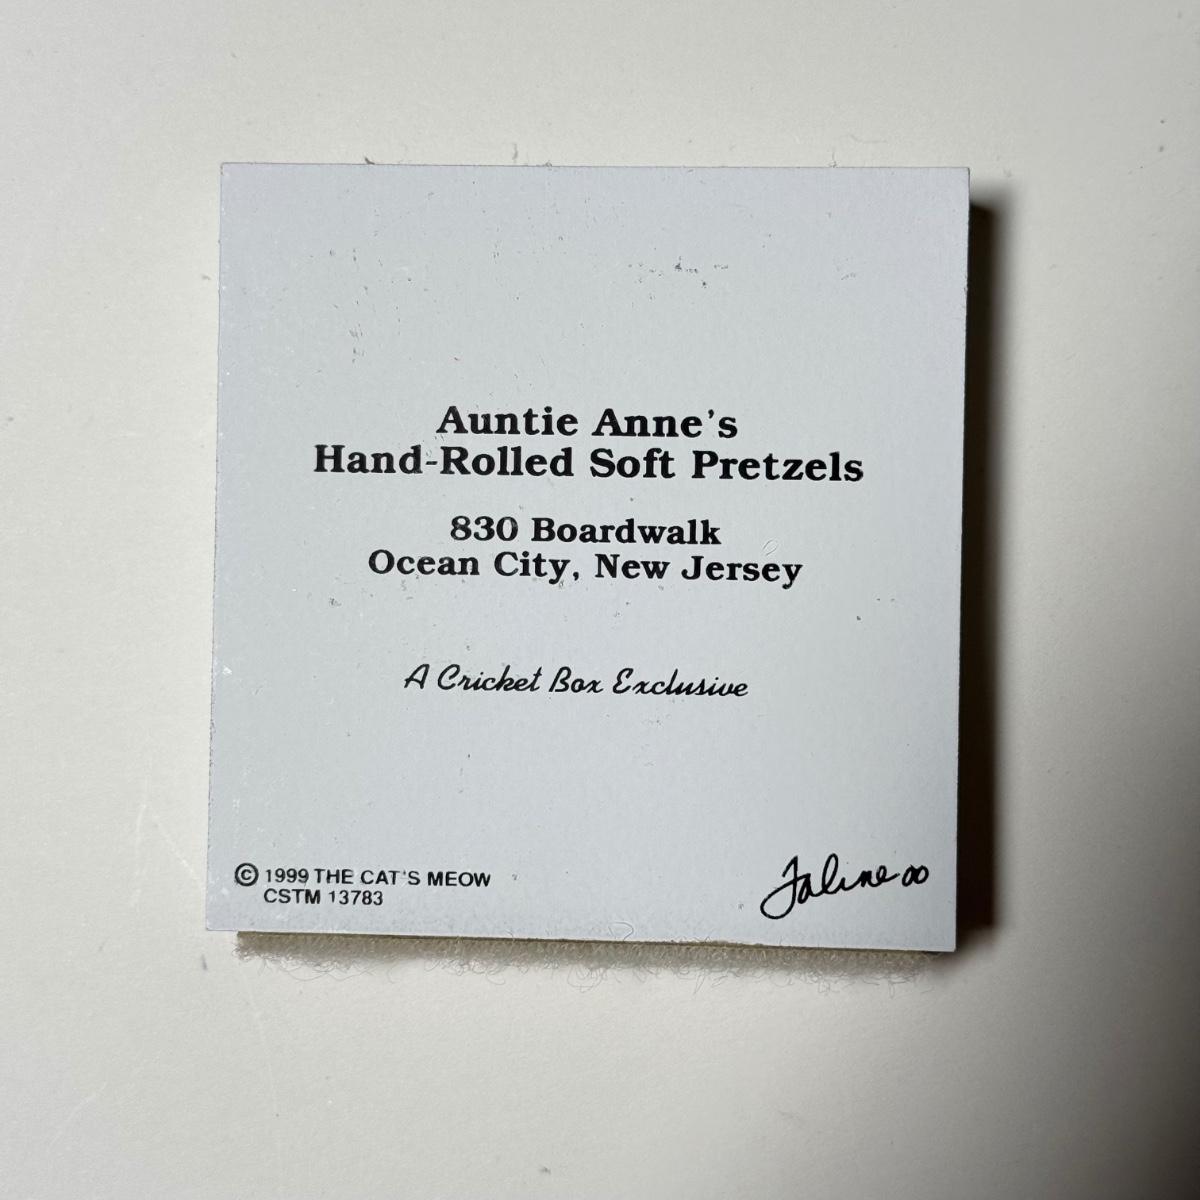 Auntie Anne's
Hand-Rolled Soft Pretzels
830 Boardwalk
Ocean City, New Jersey
A Cricket Box Exclusive
© 1999 THE CAT'S MEOW
CSTM 13783
Faline 00